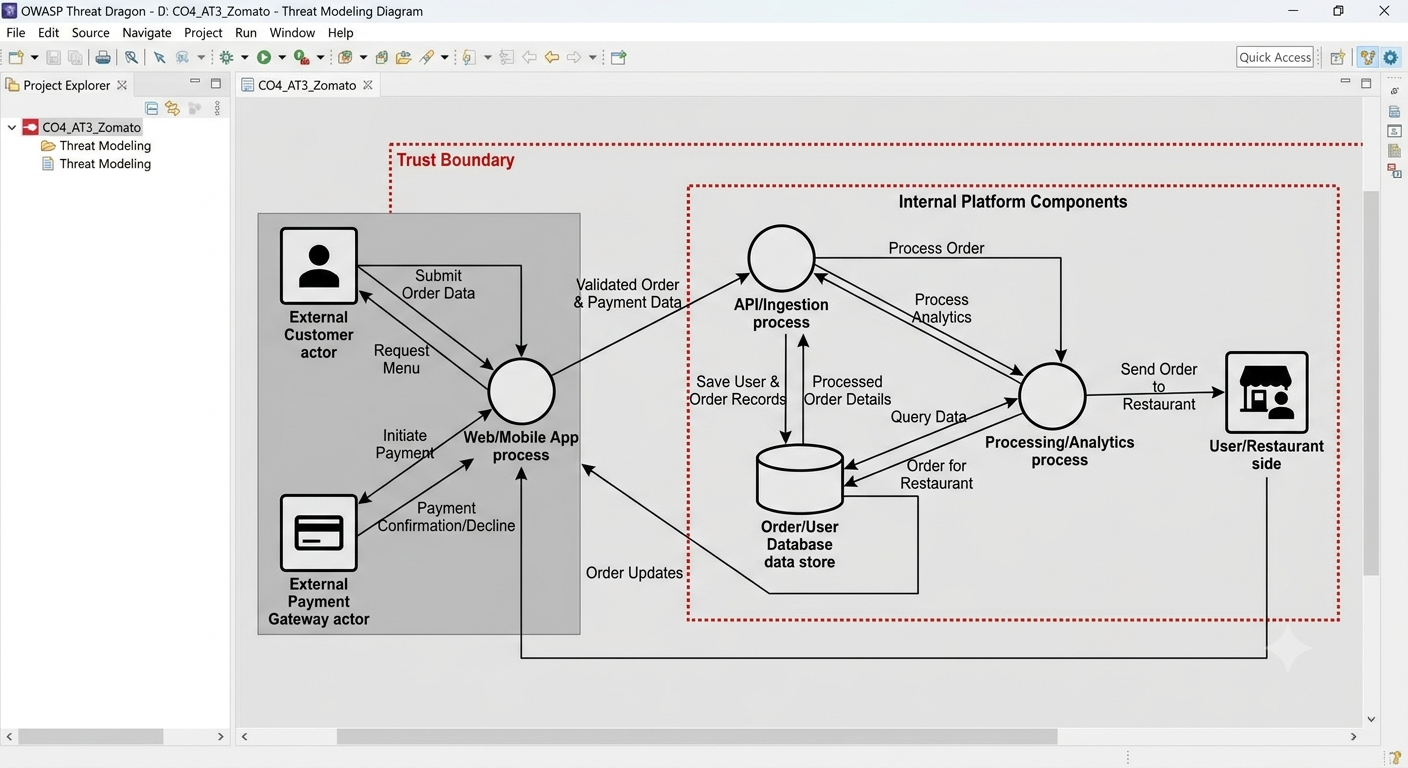 OWASP Threat Dragon - D: CO4_AT3_Zomato - Threat Modeling Diagram
File Edit Source Navigate Project Run Window Help
Quick Access
Project Explorer
CO4_AT3_Zomato
Threat Modeling
Threat Modeling
CO4_AT3_Zomato
Trust Boundary
Internal Platform Components
External
Customer
actor
Submit
Order Data
Request
Menu
Web/Mobile App
process
Initiate
Payment
Payment
Confirmation/Decline
External
Payment
Gateway actor
Validated Order
& Payment Data
Order Updates
API/Ingestion
process
Process Order
Process
Analytics
Save User &
Order Records
Processed
Order Details
Query Data
Order for
Restaurant
Order/User
Database
data store
Processing/Analytics
process
Send Order
to
Restaurant
User/Restaurant
side